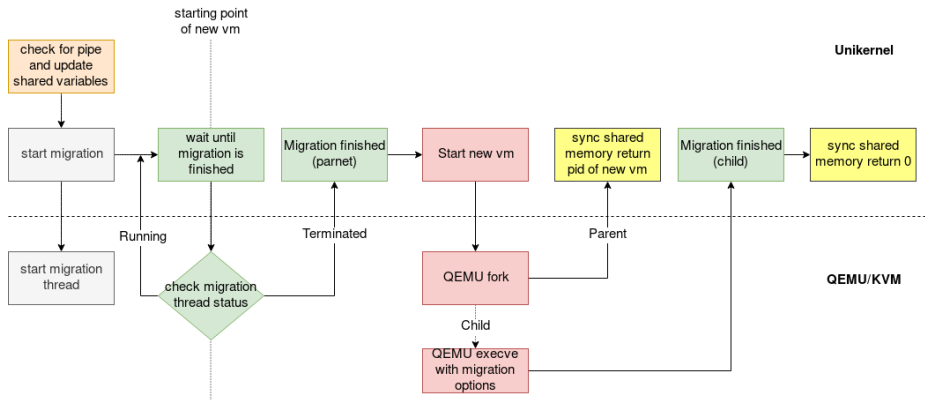 starting point
of new vm
Unikernel
check for pipe
and update
shared variables
start migration
wait until
migration is
finished
Migration finished
(parnet)
Start new vm
sync shared
memory return
pid of new vm
Migration finished
(child)
sync shared
memory return 0
Running
Terminated
Parent
start migration
thread
check migration
thread status
QEMU fork
QEMU/KVM
Child
QEMU execve
with migration
options